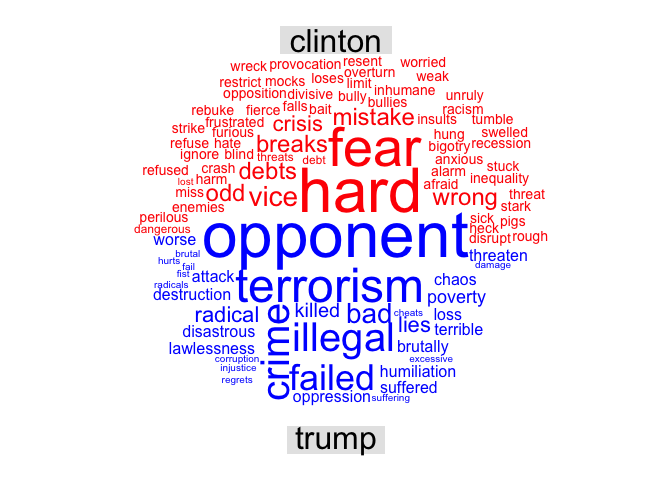 clinton
wreck provocation resent worried
restrict mocks loses overturn weak
opposition divisive limit inhumane
rebuke fierce falls bait bully bullies unruly
strike frustrated crisis mistake insults racism tumble
refuse furious hate breaks fear hung bigotry swelled recession
ignore blind threats debt anxious
refused crash debts alarm stuck
lost harm afraid inequality
miss odd vice hard wrong threat
enemies stark
perilous sick pigs
dangerous opponent heck
worse disrupt rough
brutal threaten
hurts fail damage
fist attack terrorism chaos
radicals
destruction poverty
radical killed bad cheats loss
disastrous crime illegal lies terrible
lawlessness brutally
corruption excessive
injustice failed humiliation
regrets suffered
oppression suffering
trump